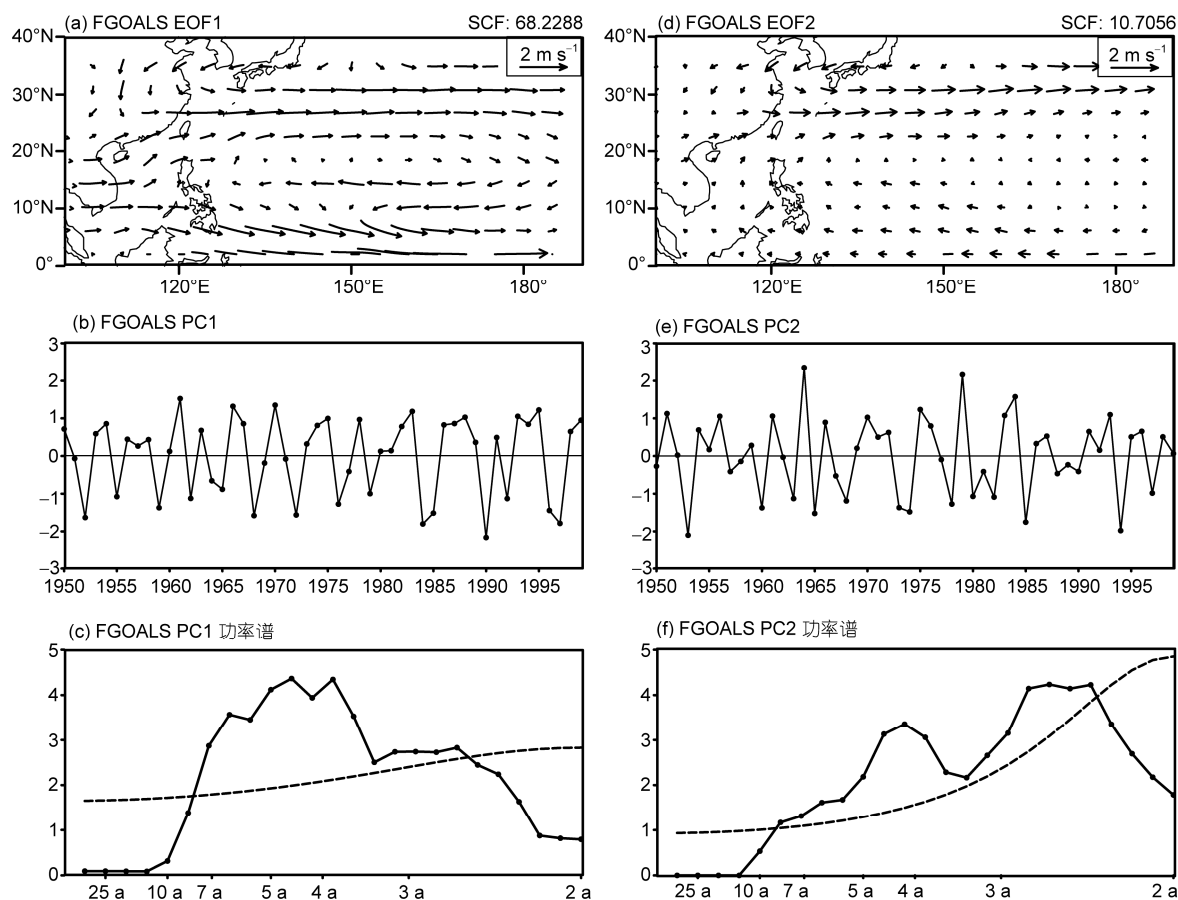 (a) FGOALS EOF1 SCF: 68.2288
2 m s⁻¹
40°N
30°N
20°N
10°N
0°
120°E 150°E 180°
(d) FGOALS EOF2 SCF: 10.7056
2 m s⁻¹
40°N
30°N
20°N
10°N
0°
120°E 150°E 180°
(b) FGOALS PC1
3
2
1
0
−1
−2
−3
1950 1955 1960 1965 1970 1975 1980 1985 1990 1995
(e) FGOALS PC2
3
2
1
0
−1
−2
−3
1950 1955 1960 1965 1970 1975 1980 1985 1990 1995
(c) FGOALS PC1 功率谱
5
4
3
2
1
0
25 a 10 a 7 a 5 a 4 a 3 a 2 a
(f) FGOALS PC2 功率谱
5
4
3
2
1
0
25 a 10 a 7 a 5 a 4 a 3 a 2 a